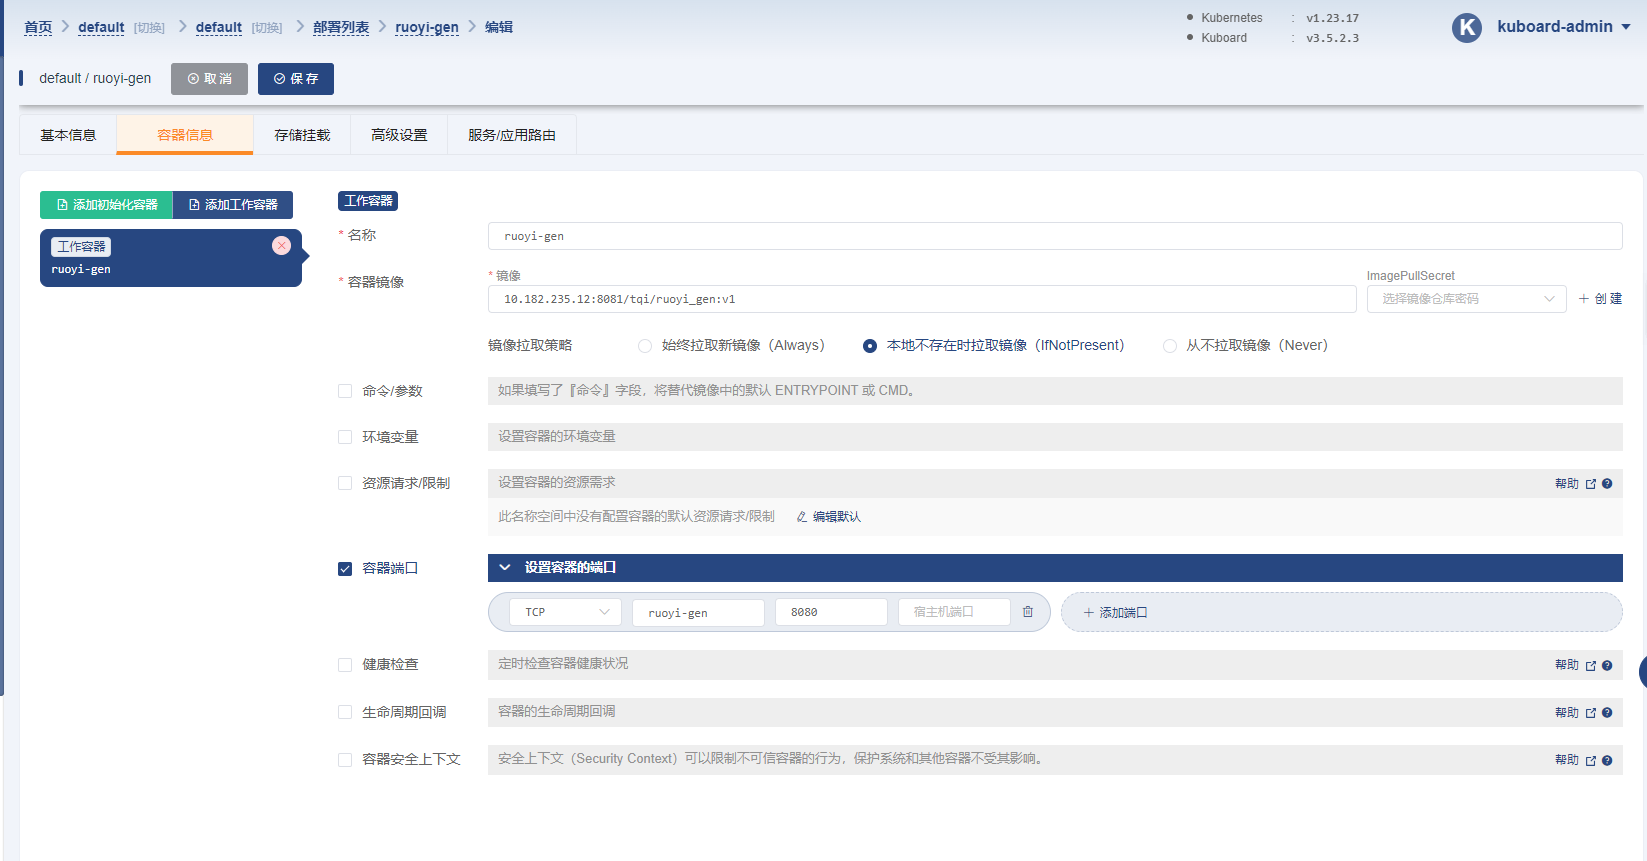 首页 default [切换] default [切换] 部署列表 ruoyi-gen 编辑
Kubernetes : v1.23.17
Kuboard : v3.5.2.3
K kuboard-admin
default / ruoyi-gen 取 消 保 存
基本信息 容器信息 存储挂载 高级设置 服务/应用路由
添加初始化容器 添加工作容器
工作容器
ruoyi-gen
工作容器
* 名称 ruoyi-gen
* 容器镜像 * 镜像 ImagePullSecret
10.182.235.12:8081/tqi/ruoyi_gen:v1 选择镜像仓库密码 创 建
镜像拉取策略 始终拉取新镜像（Always） 本地不存在时拉取镜像（IfNotPresent） 从不拉取镜像（Never）
命令/参数 如果填写了『命令』字段，将替代镜像中的默认 ENTRYPOINT 或 CMD。
环境变量 设置容器的环境变量
资源请求/限制 设置容器的资源需求 帮助
此名称空间中没有配置容器的默认资源请求/限制 编辑默认
容器端口 设置容器的端口
TCP ruoyi-gen 8080 宿主机端口 添加端口
健康检查 定时检查容器健康状况 帮助
生命周期回调 容器的生命周期回调 帮助
容器安全上下文 安全上下文（Security Context）可以限制不可信容器的行为，保护系统和其他容器不受其影响。 帮助